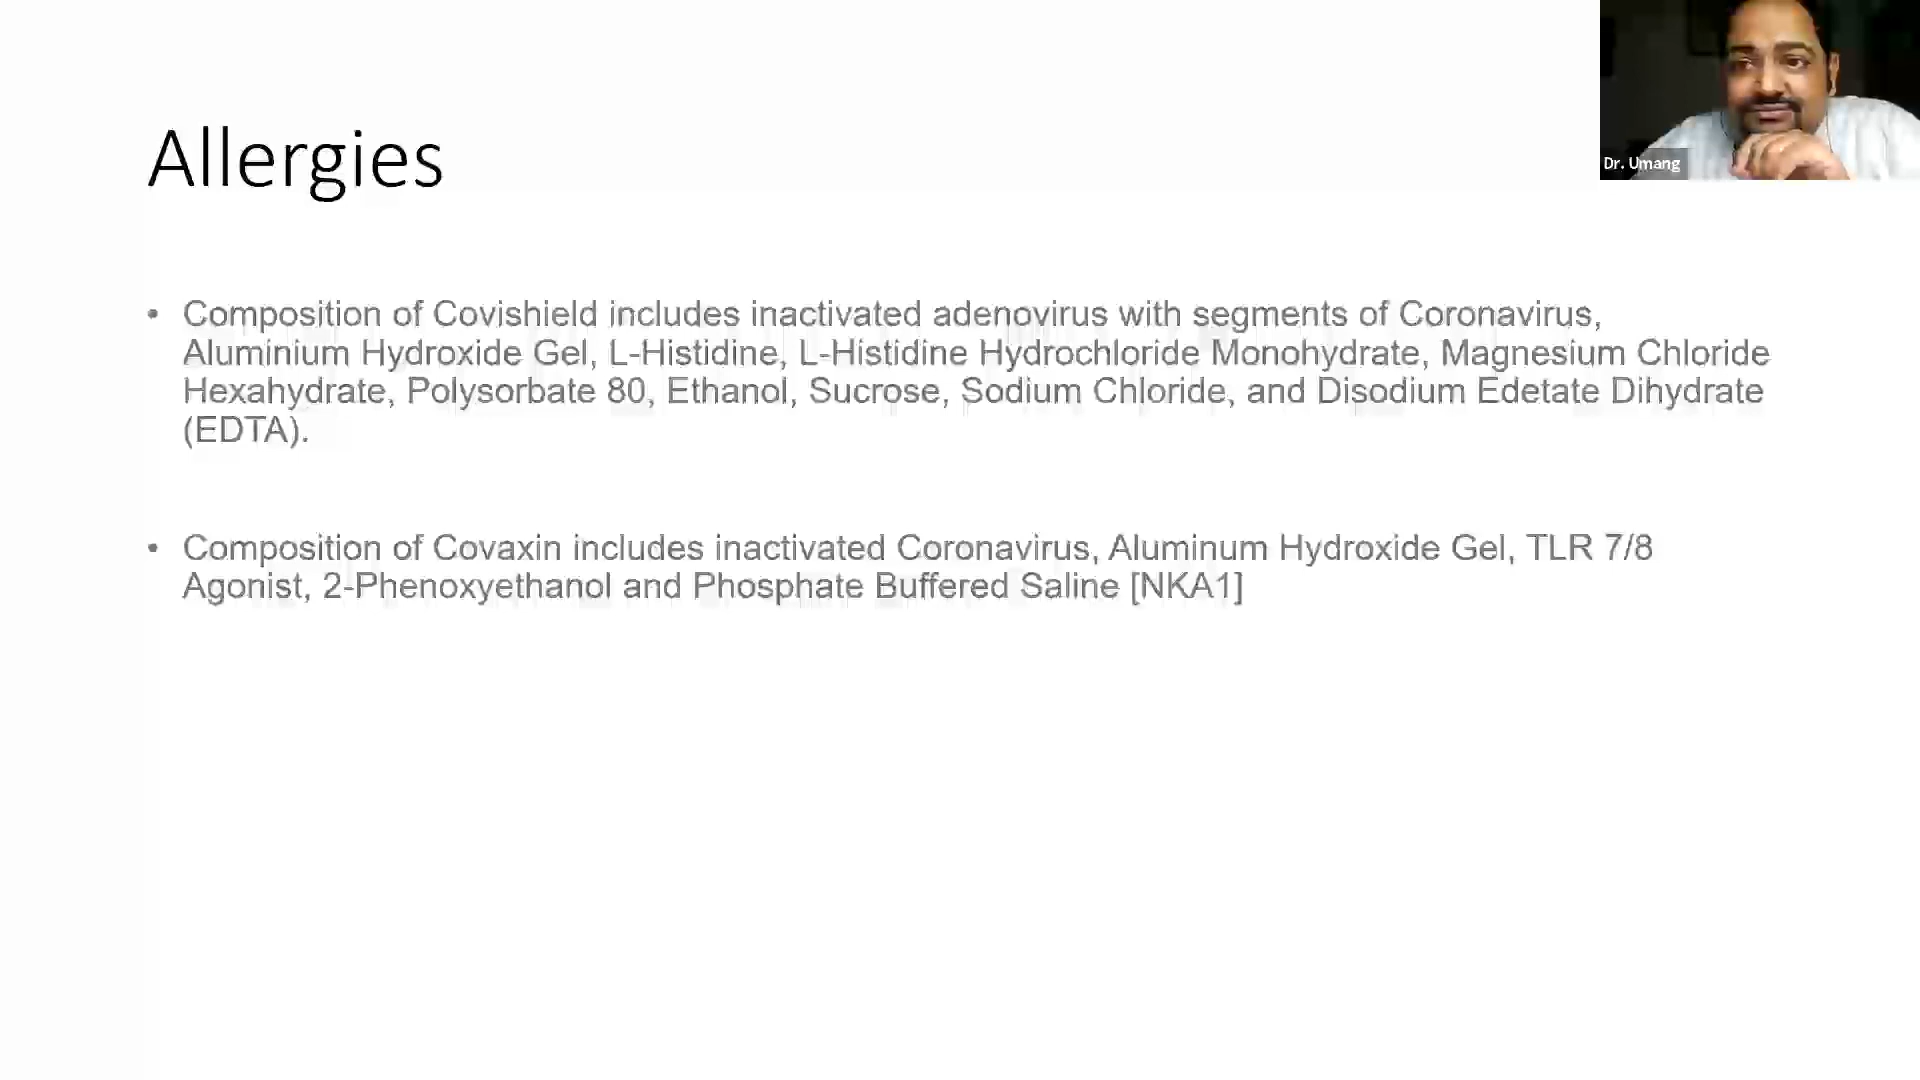 Allergies
Dr. Umang
• Composition of Covishield includes inactivated adenovirus with segments of Coronavirus,
Aluminium Hydroxide Gel, L-Histidine, L-Histidine Hydrochloride Monohydrate, Magnesium Chloride
Hexahydrate, Polysorbate 80, Ethanol, Sucrose, Sodium Chloride, and Disodium Edetate Dihydrate
(EDTA).
• Composition of Covaxin includes inactivated Coronavirus, Aluminum Hydroxide Gel, TLR 7/8
Agonist, 2-Phenoxyethanol and Phosphate Buffered Saline [NKA1]